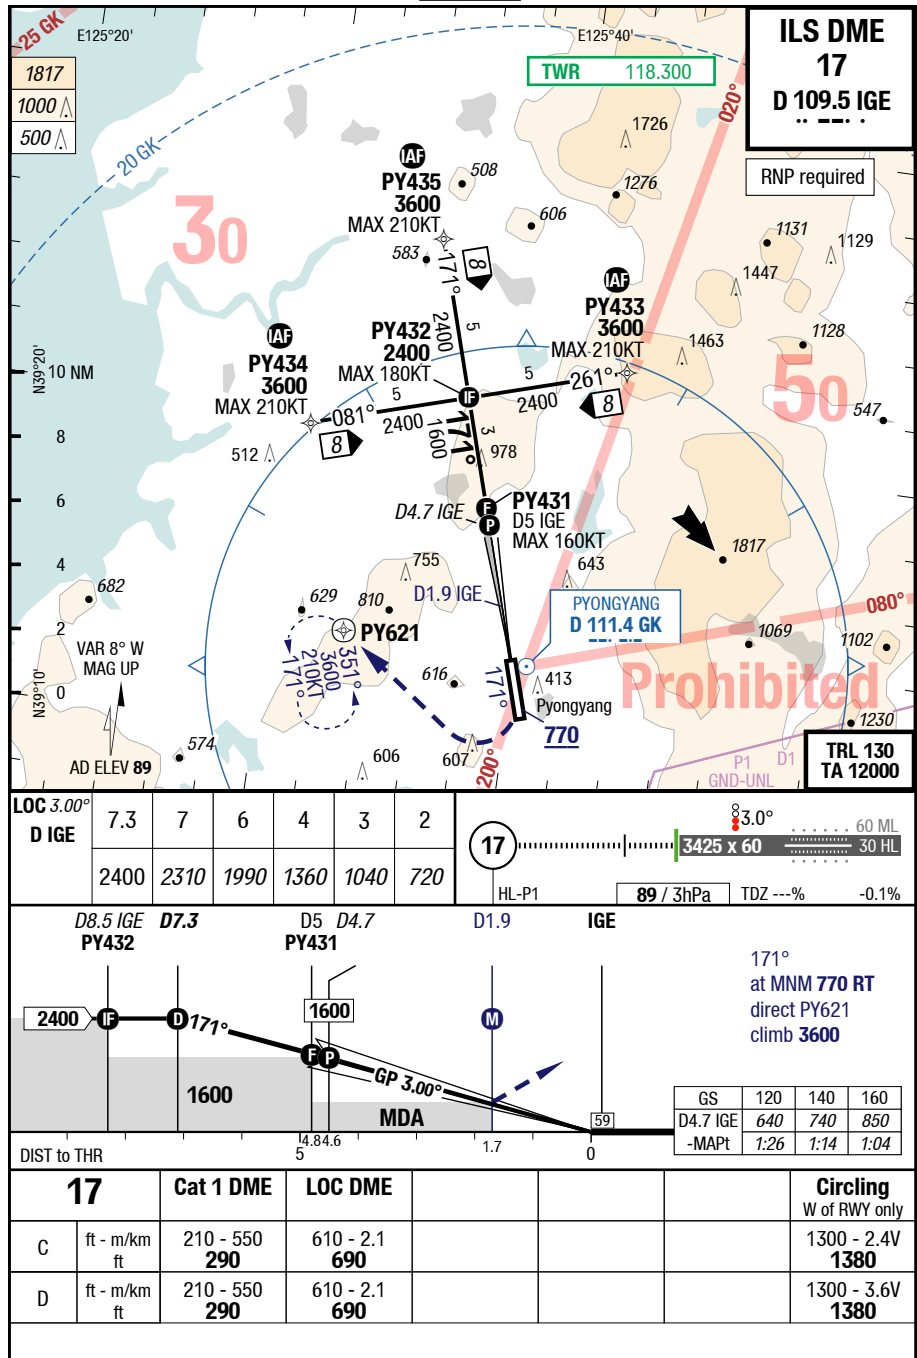 25 GK
E125°20'
E125°40'
ILS DME
17
D 109.5 IGE
TWR 118.300
1817
1000
500
020°
20 GK
1726
IAF
PY435
3600
MAX 210KT
508
1276
RNP required
606
30
583
171°
8
1131
1129
1447
IAF
PY433
3600
MAX 210KT
5
2400
IAF
PY434
3600
MAX 210KT
PY432
2400
MAX 180KT
1463
1128
N39°20'
10 NM
5
261°
50
081°
5
IF
2400
8
547
2400
8
171°
1600
3
8
512
978
6
F
PY431
D4.7 IGE
P
D5 IGE
MAX 160KT
1817
4
755
643
682
629
810
D1.9 IGE
PYONGYANG
D 111.4 GK
080°
2
PY621
1069
1102
VAR 8° W
MAG UP
351°
3600
210KT
171°
616
171°
413
Prohibited
N39°10'
0
Pyongyang
770
1230
574
606
607
200°
P1
GND-UNL
D1
AD ELEV 89
TRL 130
TA 12000
LOC 3.00°
D IGE
7.3 7 6 4 3 2
2400 2310 1990 1360 1040 720
17
3.0°
3425 x 60
60 ML
30 HL
HL-P1
89 / 3hPa
TDZ ---%
-0.1%
D8.5 IGE D7.3 D5 D4.7 D1.9 IGE
PY432 PY431
171°
at MNM 770 RT
direct PY621
climb 3600
2400
IF
D
171°
1600
M
F
P
GP 3.00°
1600
MDA
59
GS 120 140 160
D4.7 IGE 640 740 850
-MAPt 1:26 1:14 1:04
DIST to THR
5
4.8
4.6
1.7
0
17 Cat 1 DME LOC DME Circling
W of RWY only
C ft - m/km 210 - 550 610 - 2.1 1300 - 2.4V
ft 290 690 1380
D ft - m/km 210 - 550 610 - 2.1 1300 - 3.6V
ft 290 690 1380